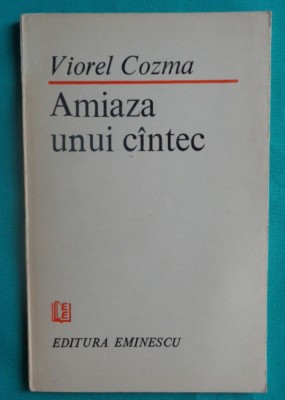 Viorel Cozma
Amiaza
unui cîntec
EDITURA EMINESCU